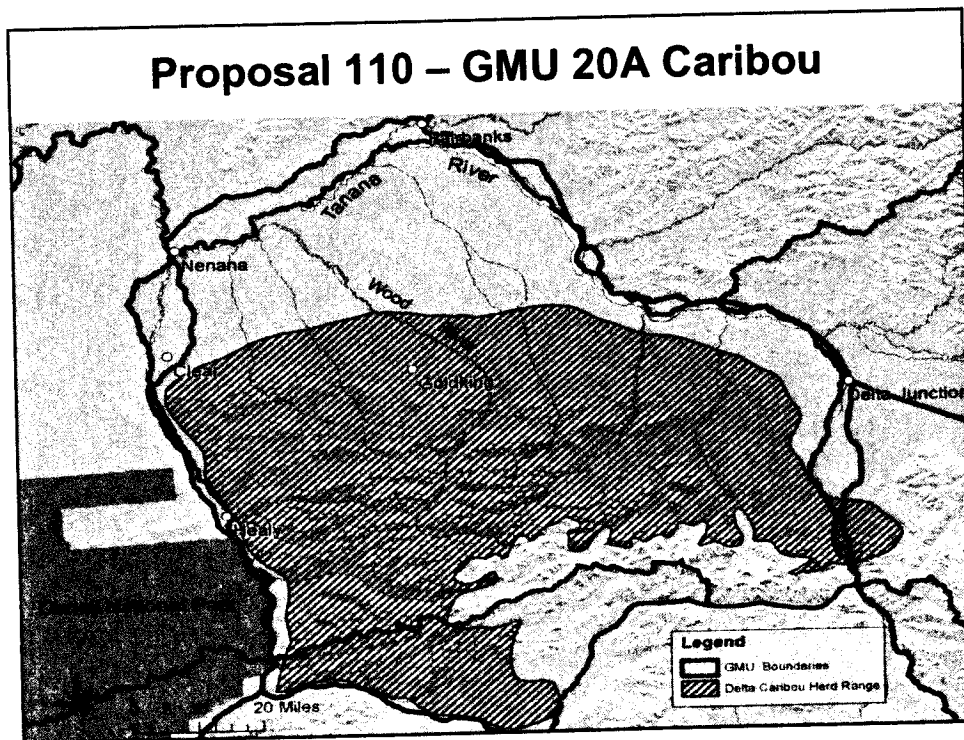 Proposal 110 – GMU 20A Caribou
Fairbanks
River
Tanana
Nenana
Wood
Clear
Delta Junction
Healy
Legend
GMU Boundaries
Delta Caribou Herd Range
20 Miles